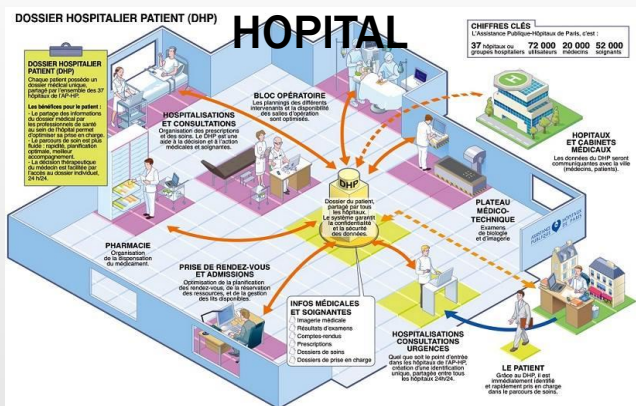 DOSSIER HOSPITALIER PATIENT (DHP)
HOPITAL
CHIFFRES CLÉS
L'Assistance Publique-Hôpitaux de Paris, c'est :
37 hôpitaux ou
groupes hospitaliers
72 000
utilisateurs
20 000
médecins
52 000
soignants
DOSSIER HOSPITALIER
PATIENT (DHP)
Chaque patient possède un
dossier médical unique,
partagé par l'ensemble des 37
hôpitaux de l'AP-HP.
Les bénéfices pour le patient :
- Le partage des informations
du dossier médical par
les professionnels de santé
au sein de l'hôpital permet
d'optimiser sa prise en charge.
- Le parcours de soin est plus
fluide : rapidité, planification
optimale, meilleur
accompagnement.
- La décision thérapeutique
du médecin est facilitée par
l'accès au dossier individuel,
24 h/24.
BLOC OPÉRATOIRE
Les plannings des différents
intervenants et la disponibilité
des salles d'opération
sont optimisés.
HOSPITALISATIONS
ET CONSULTATIONS
Organisation des prescriptions
et des soins. Le DHP est une
aide à la décision et à l'action
médicales et soignantes.
H
HOPITAUX
ET CABINETS
MÉDICAUX
Les données du DHP seront
communiquantes avec la ville
(médecins, patients).
DHP
Dossier du patient,
partagé par tous
les hôpitaux.
Le système garantit
la confidentialité
et la sécurité
des données.
PLATEAU
MÉDICO-
TECHNIQUE
Examens
de biologie
et d'imagerie
ASSISTANCE
PUBLIQUE
HÔPITAUX
DE PARIS
PHARMACIE
Organisation
de la dispensation
du médicament.
PRISE DE RENDEZ-VOUS
ET ADMISSIONS
Optimisation de la planification
des rendez-vous, de la réservation
des ressources, et de la gestion
des lits disponibles.
INFOS MÉDICALES
ET SOIGNANTES
Imagerie médicale
Résultats d'examens
Comptes-rendus
Prescriptions
Dossiers de soins
Dossiers de prise en charge
HOSPITALISATIONS
CONSULTATIONS
URGENCES
Quel que soit le point d'entrée
dans les hôpitaux de l'AP-HP,
création d'une identification
unique, partagée entre tous
les hôpitaux 24h/24.
LE PATIENT
Grâce au DHP, il est
immédiatement identifié
et rapidement pris en charge
dans le parcours de soins.